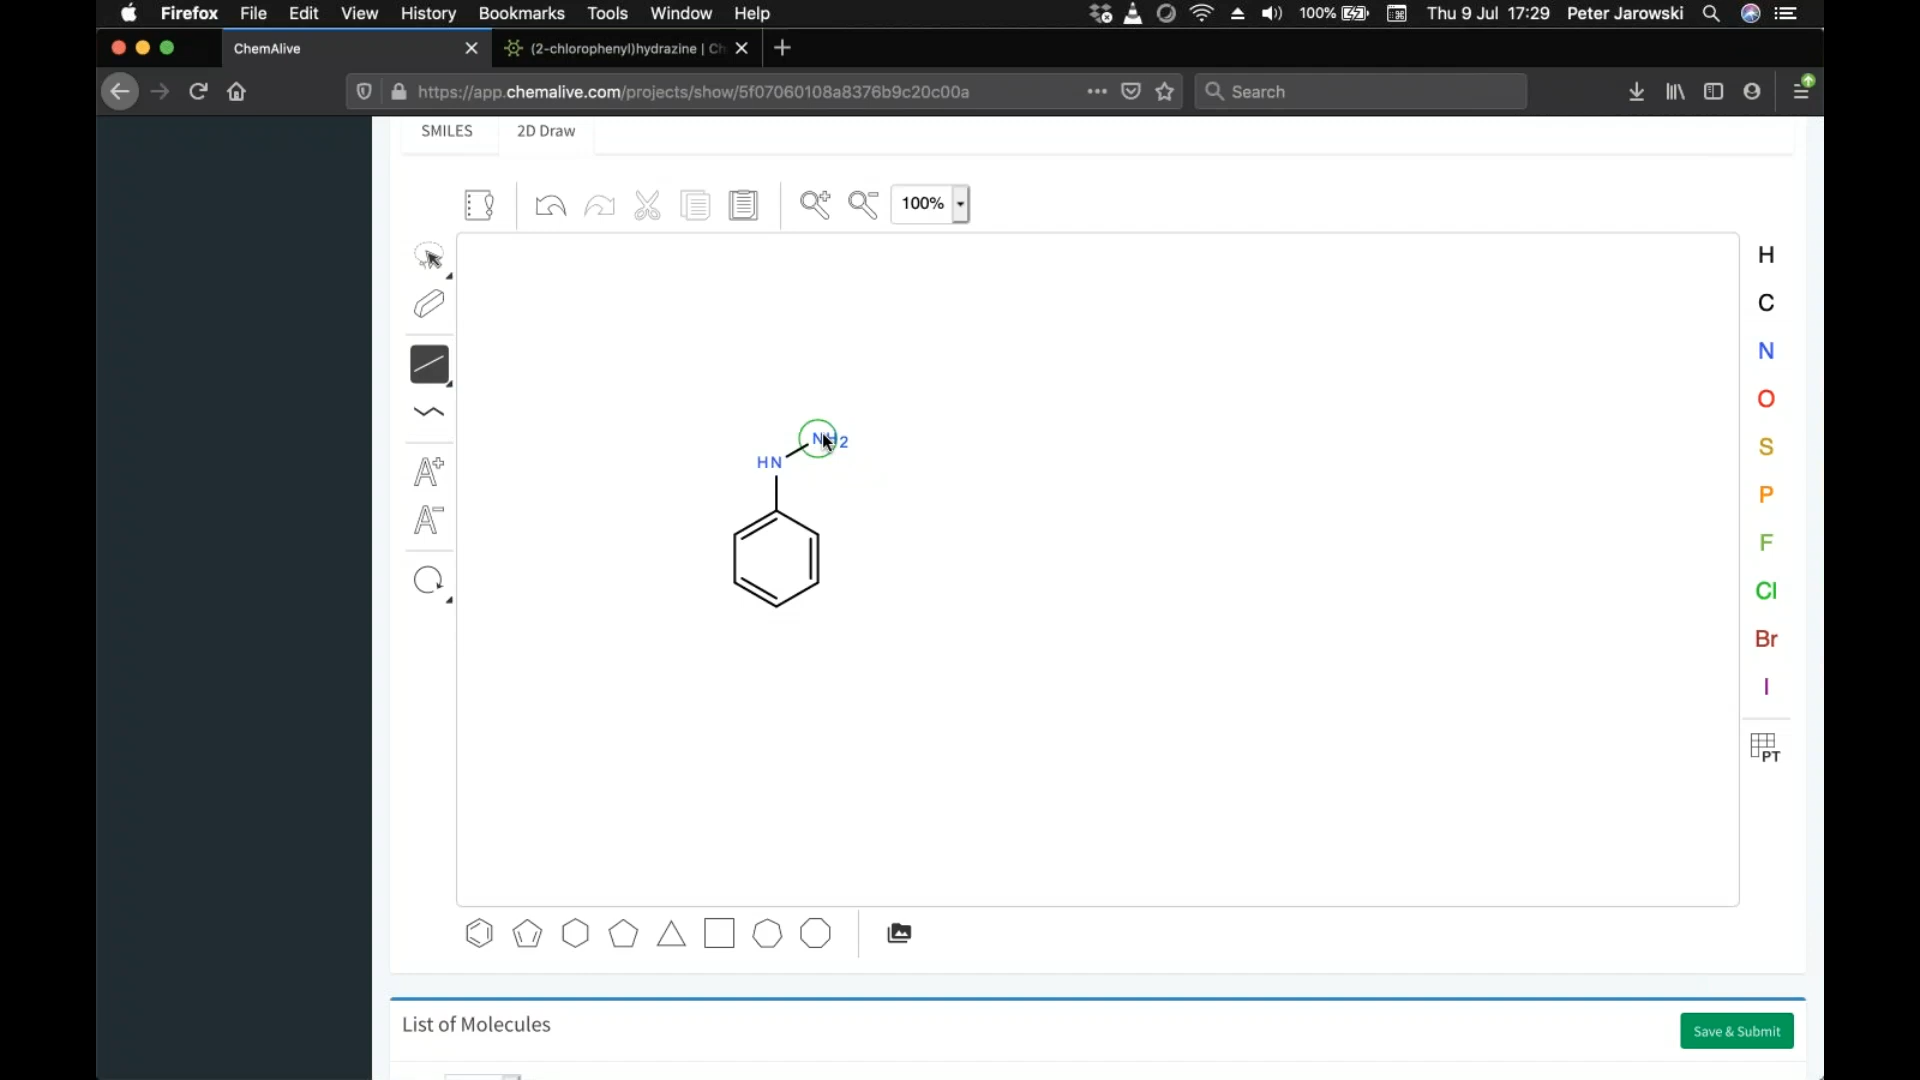 Firefox File Edit View History Bookmarks Tools Window Help 100% Thu 9 Jul 17:29 Peter Jarowski
ChemAlive (2-chlorophenyl)hydrazine | Ch
https://app.chemalive.com/projects/show/5f07060108a8376b9c20c00a Search
SMILES 2D Draw
100%
H
C
N
O
S
P
F
Cl
Br
I
PT
A+
A-
NH2
HN
List of Molecules
Save & Submit